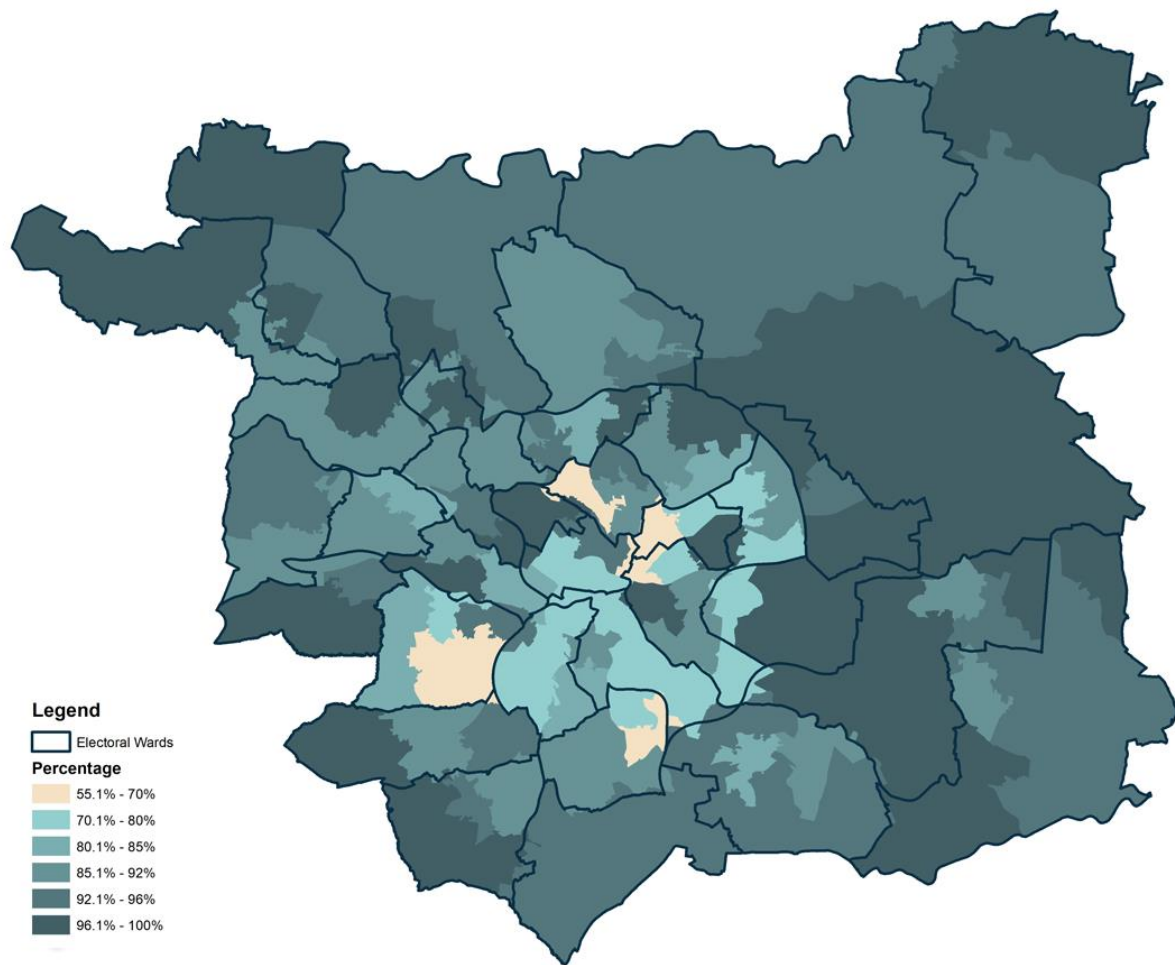 Legend
Electoral Wards
Percentage
55.1% - 70%
70.1% - 80%
80.1% - 85%
85.1% - 92%
92.1% - 96%
96.1% - 100%